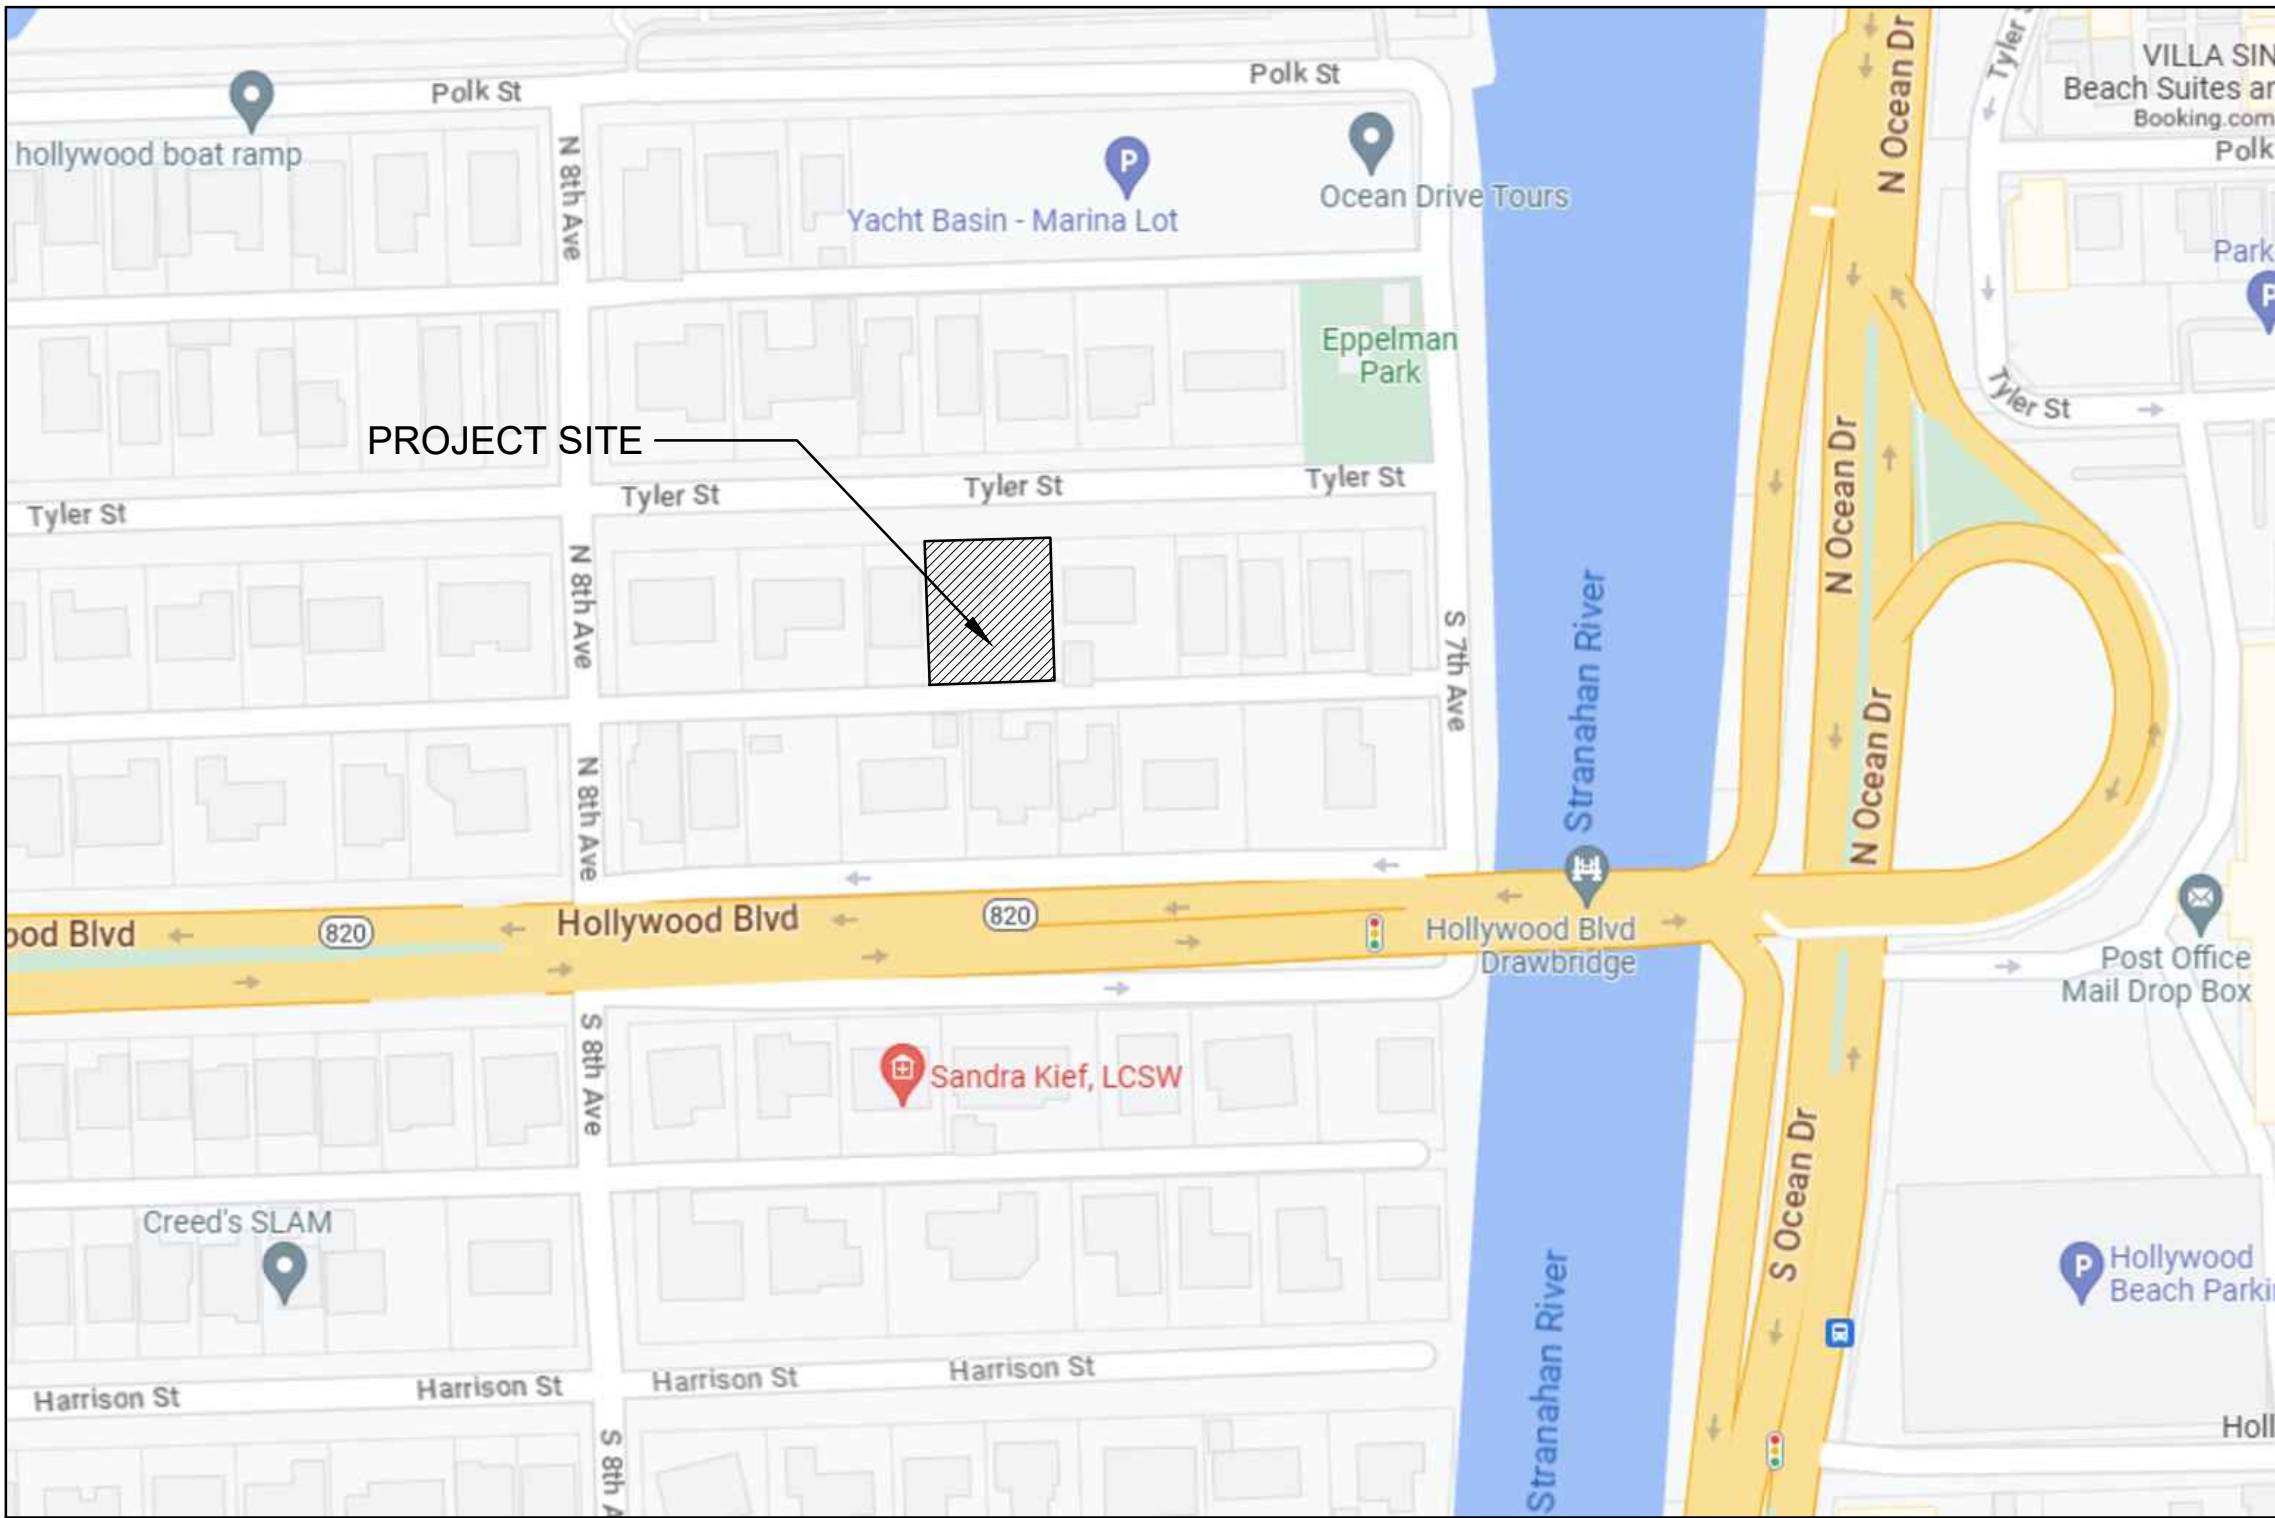 Polk St
Polk St
N Ocean Dr
Tyler
VILLA SIN
Beach Suites ar
Booking.com
Polk
hollywood boat ramp
N 8th Ave
P
Yacht Basin - Marina Lot
Ocean Drive Tours
Park
P
Eppelman
Park
Tyler St
PROJECT SITE
N Ocean Dr
Tyler St
Tyler St
Tyler St
Tyler St
N 8th Ave
S 7th Ave
Stranahan River
N Ocean Dr
N 8th Ave
ood Blvd
820
Hollywood Blvd
820
Hollywood Blvd
Drawbridge
Post Office
Mail Drop Box
S 8th Ave
Sandra Kief, LCSW
S Ocean Dr
Creed's SLAM
Stranahan River
P
Hollywood
Beach Parki
Harrison St
Harrison St
Harrison St
Harrison St
S 8th A
Holl